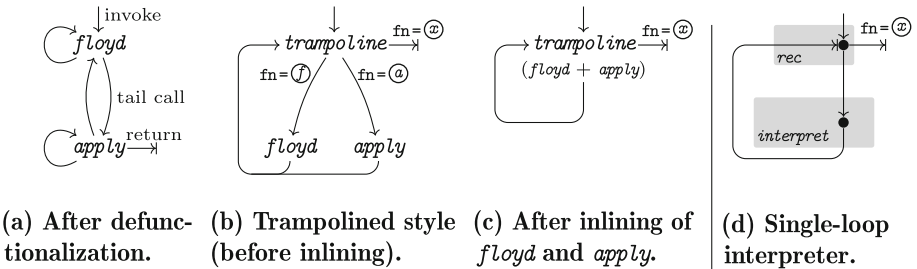 invoke
floyd
tail call
return
apply
(a) After defunc-
tionalization.
fn=ⓧ
trampoline
fn=ⓕ fn=ⓐ
floyd apply
(b) Trampolined style
(before inlining).
fn=ⓧ
trampoline
(floyd + apply)
(c) After inlining of
floyd and apply.
fn=ⓧ
rec
interpret
(d) Single-loop
interpreter.